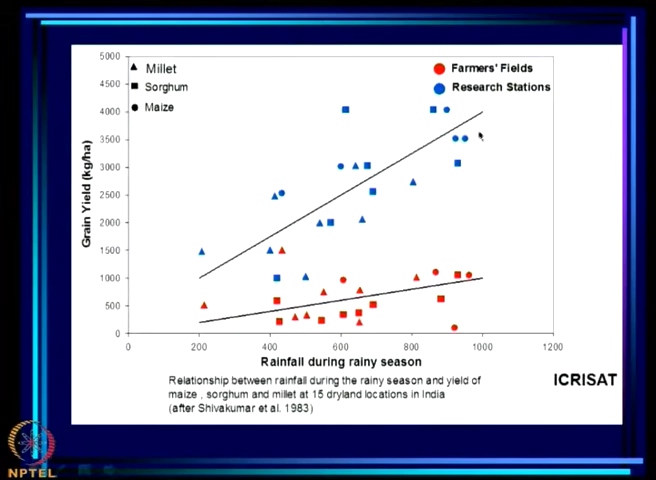 5000
4500
4000
3500
3000
2500
2000
1500
1000
500
0
Grain Yield (kg/ha)
Millet
Sorghum
Maize
Farmers' Fields
Research Stations
0 200 400 600 800 1000 1200
Rainfall during rainy season
Relationship between rainfall during the rainy season and yield of
maize , sorghum and millet at 15 dryland locations in India
(after Shivakumar et al. 1983)
ICRISAT
NPTEL